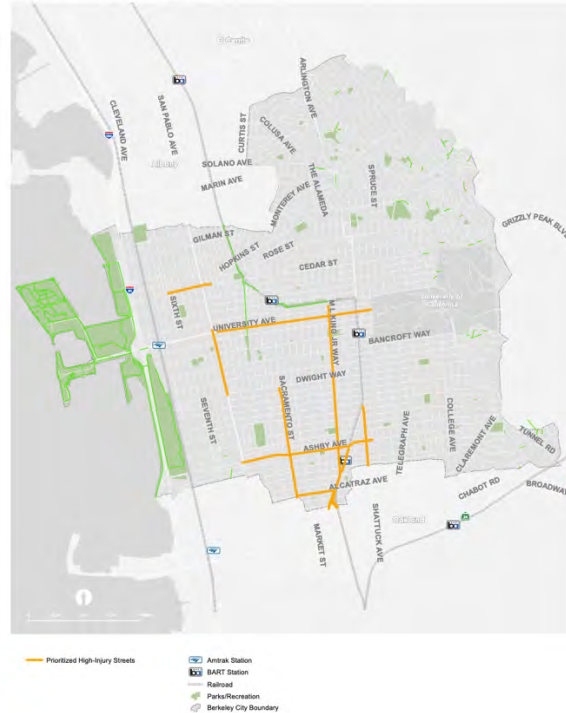 ARLINGTON AVE
CLEVELAND AVE
SAN PABLO AVE
CURTIS ST
COLUSA AVE
SOLANO AVE
MARIN AVE
MONTEREY AVE
THE ALAMEDA
SPRUCE ST
GRIZZLY PEAK BLVD
GILMAN ST
HOPKINS ST
ROSE ST
CEDAR ST
SIXTH ST
UNIVERSITY AVE
M L KING JR WAY
BANCROFT WAY
DWIGHT WAY
SACRAMENTO ST
SEVENTH ST
ASHBY AVE
TELEGRAPH AVE
COLLEGE AVE
CLAREMONT AVE
TUNNEL RD
ALCATRAZ AVE
CHABOT RD
BROADWAY
MARKET ST
SHATTUCK AVE
Albany
Oakland
Prioritized High-Injury Streets
Amtrak Station
BART Station
Railroad
Parks/Recreation
Berkeley City Boundary